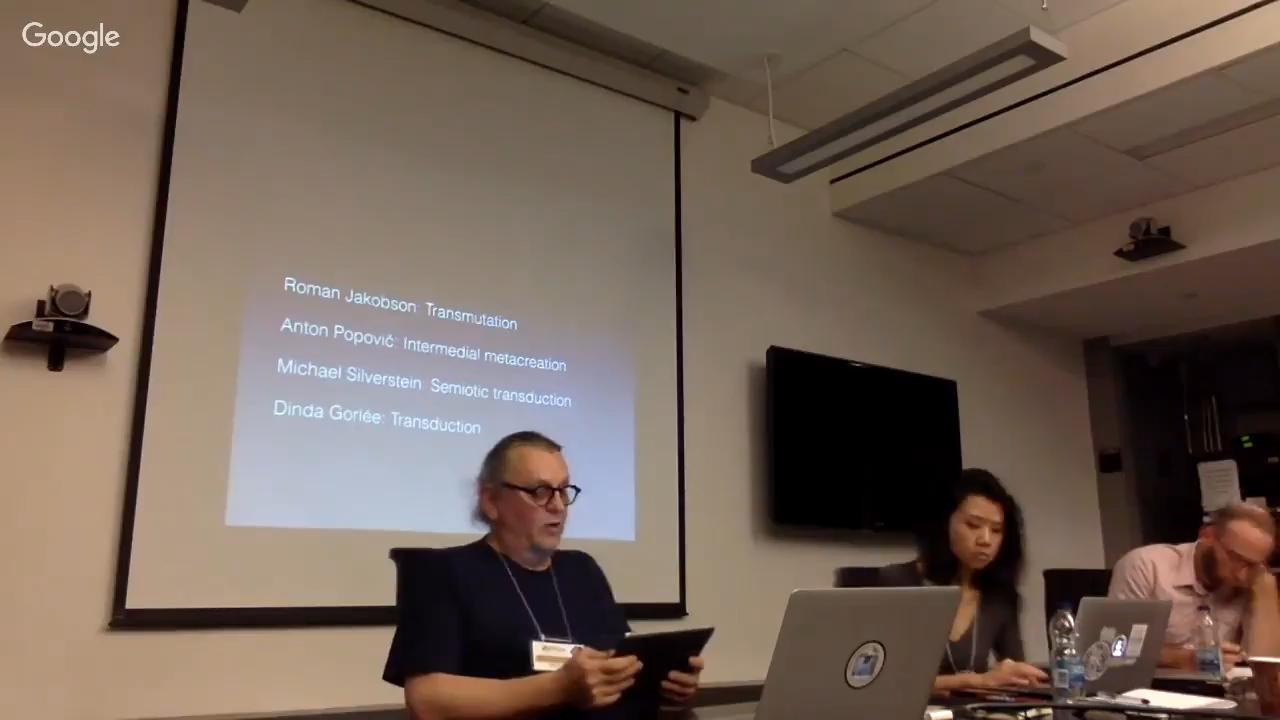 Google
Roman Jakobson: Transmutation
Anton Popovič: Intermedial metacreation
Michael Silverstein: Semiotic transduction
Dinda Gorlée: Transduction